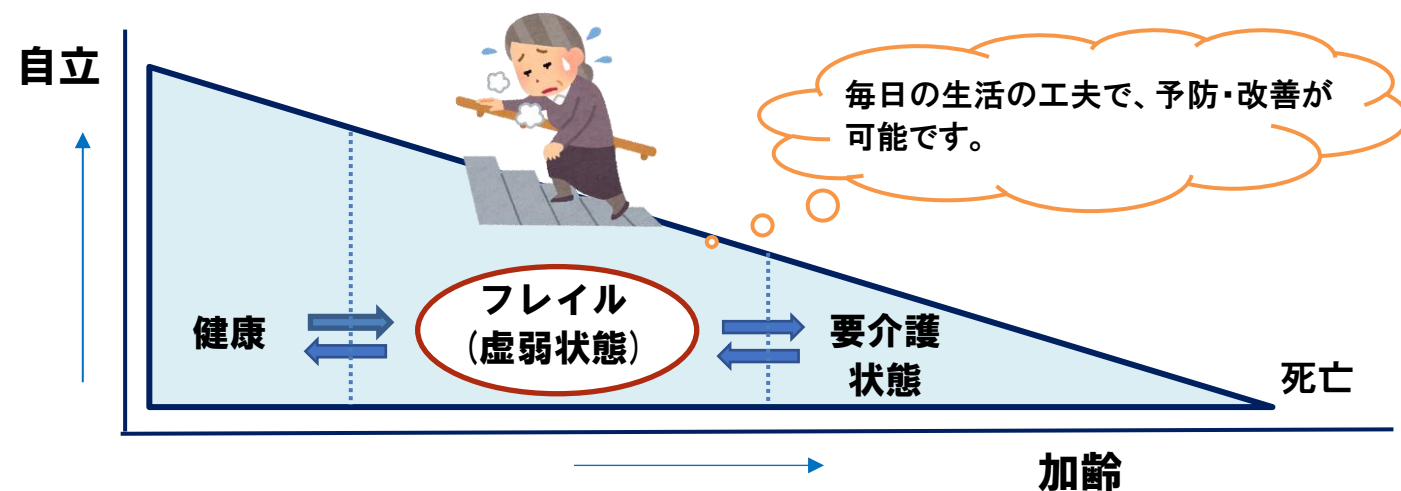 自立
毎日の生活の工夫で、予防・改善が
可能です。
健康
フレイル
(虚弱状態)
要介護
状態
死亡
加齢